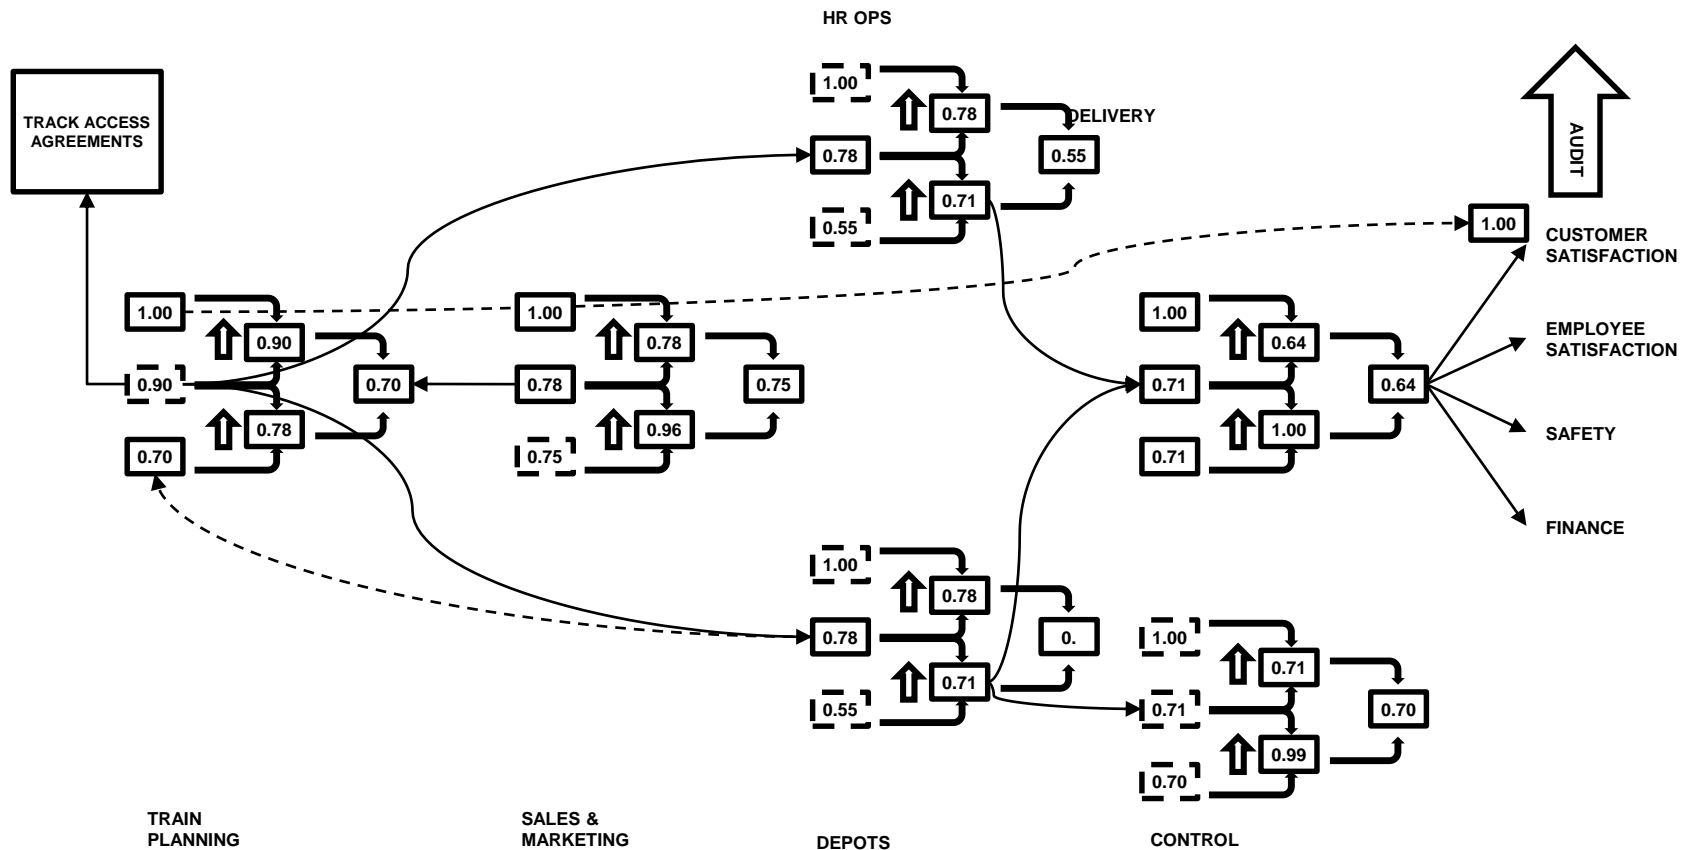 HR OPS
TRACK ACCESS
AGREEMENTS
1.00
0.78
DELIVERY
0.78
0.55
0.71
0.55
AUDIT
1.00
CUSTOMER
SATISFACTION
1.00
0.90
0.90
0.70
0.78
0.70
1.00
0.78
0.78
0.75
0.96
0.75
1.00
0.64
0.71
0.64
1.00
0.71
EMPLOYEE
SATISFACTION
SAFETY
FINANCE
1.00
0.78
0.78
0.
0.71
0.55
1.00
0.71
0.71
0.70
0.99
0.70
TRAIN
PLANNING
SALES &
MARKETING
DEPOTS
CONTROL